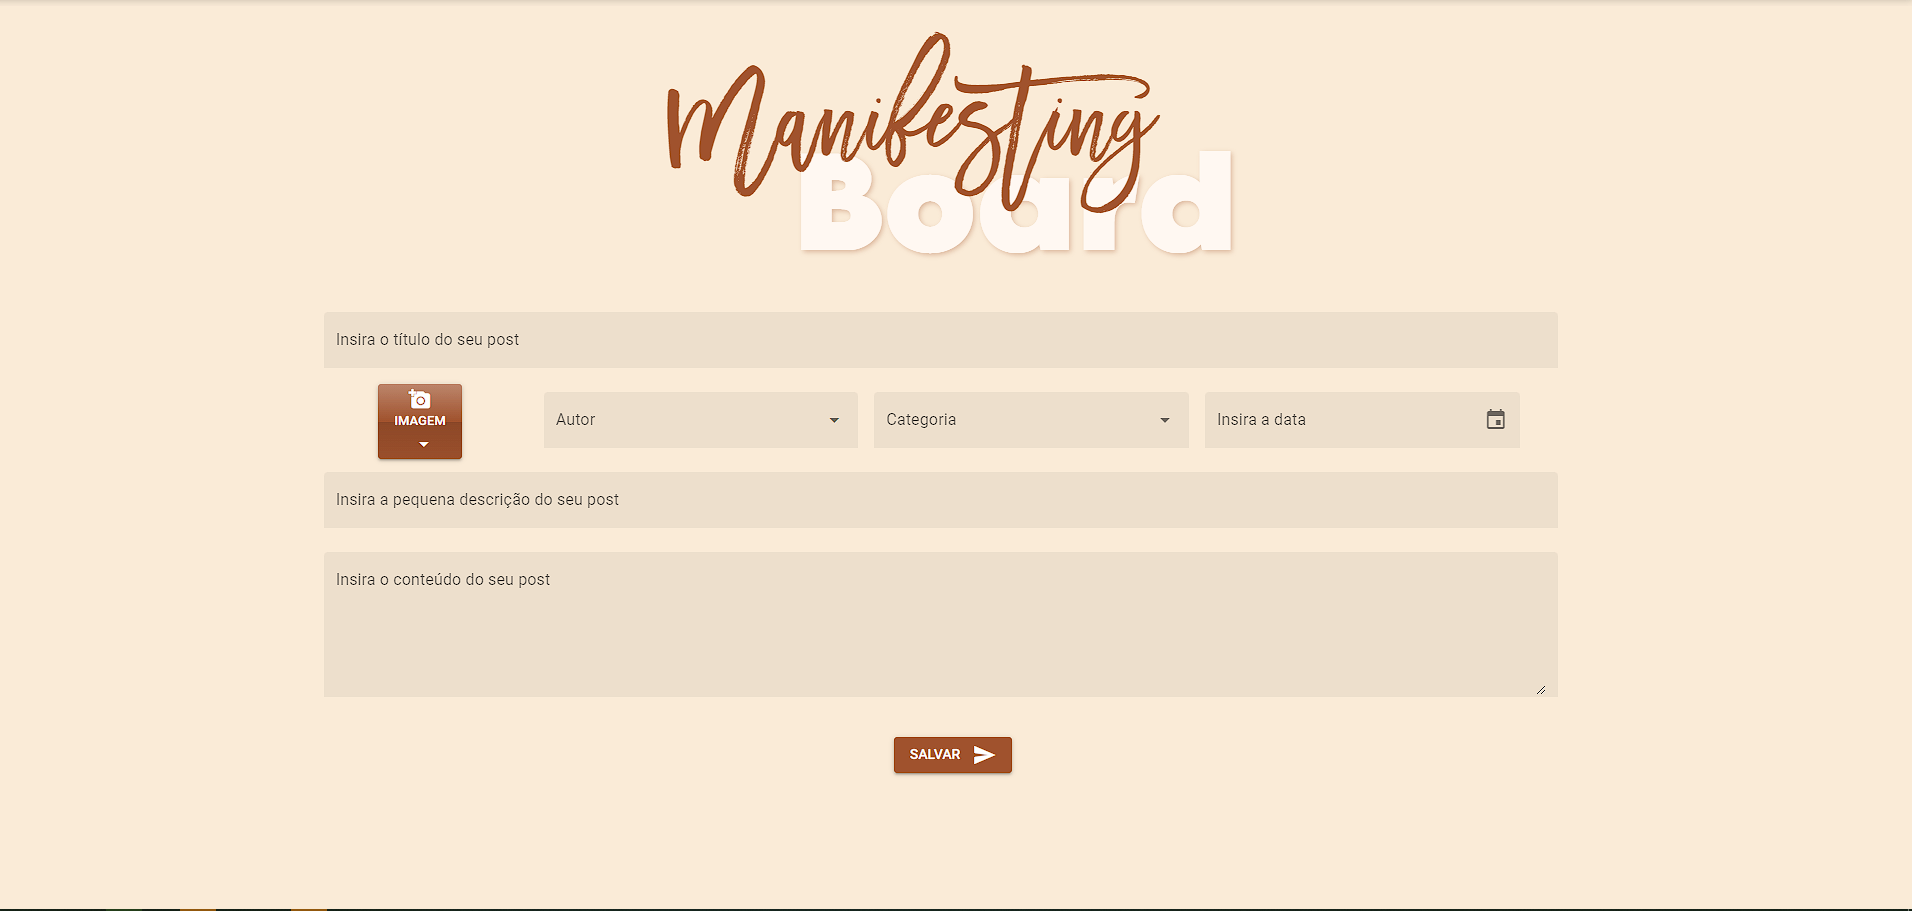 Manifesting
Board
Insira o título do seu post
IMAGEM
Autor
Categoria
Insira a data
Insira a pequena descrição do seu post
Insira o conteúdo do seu post
SALVAR